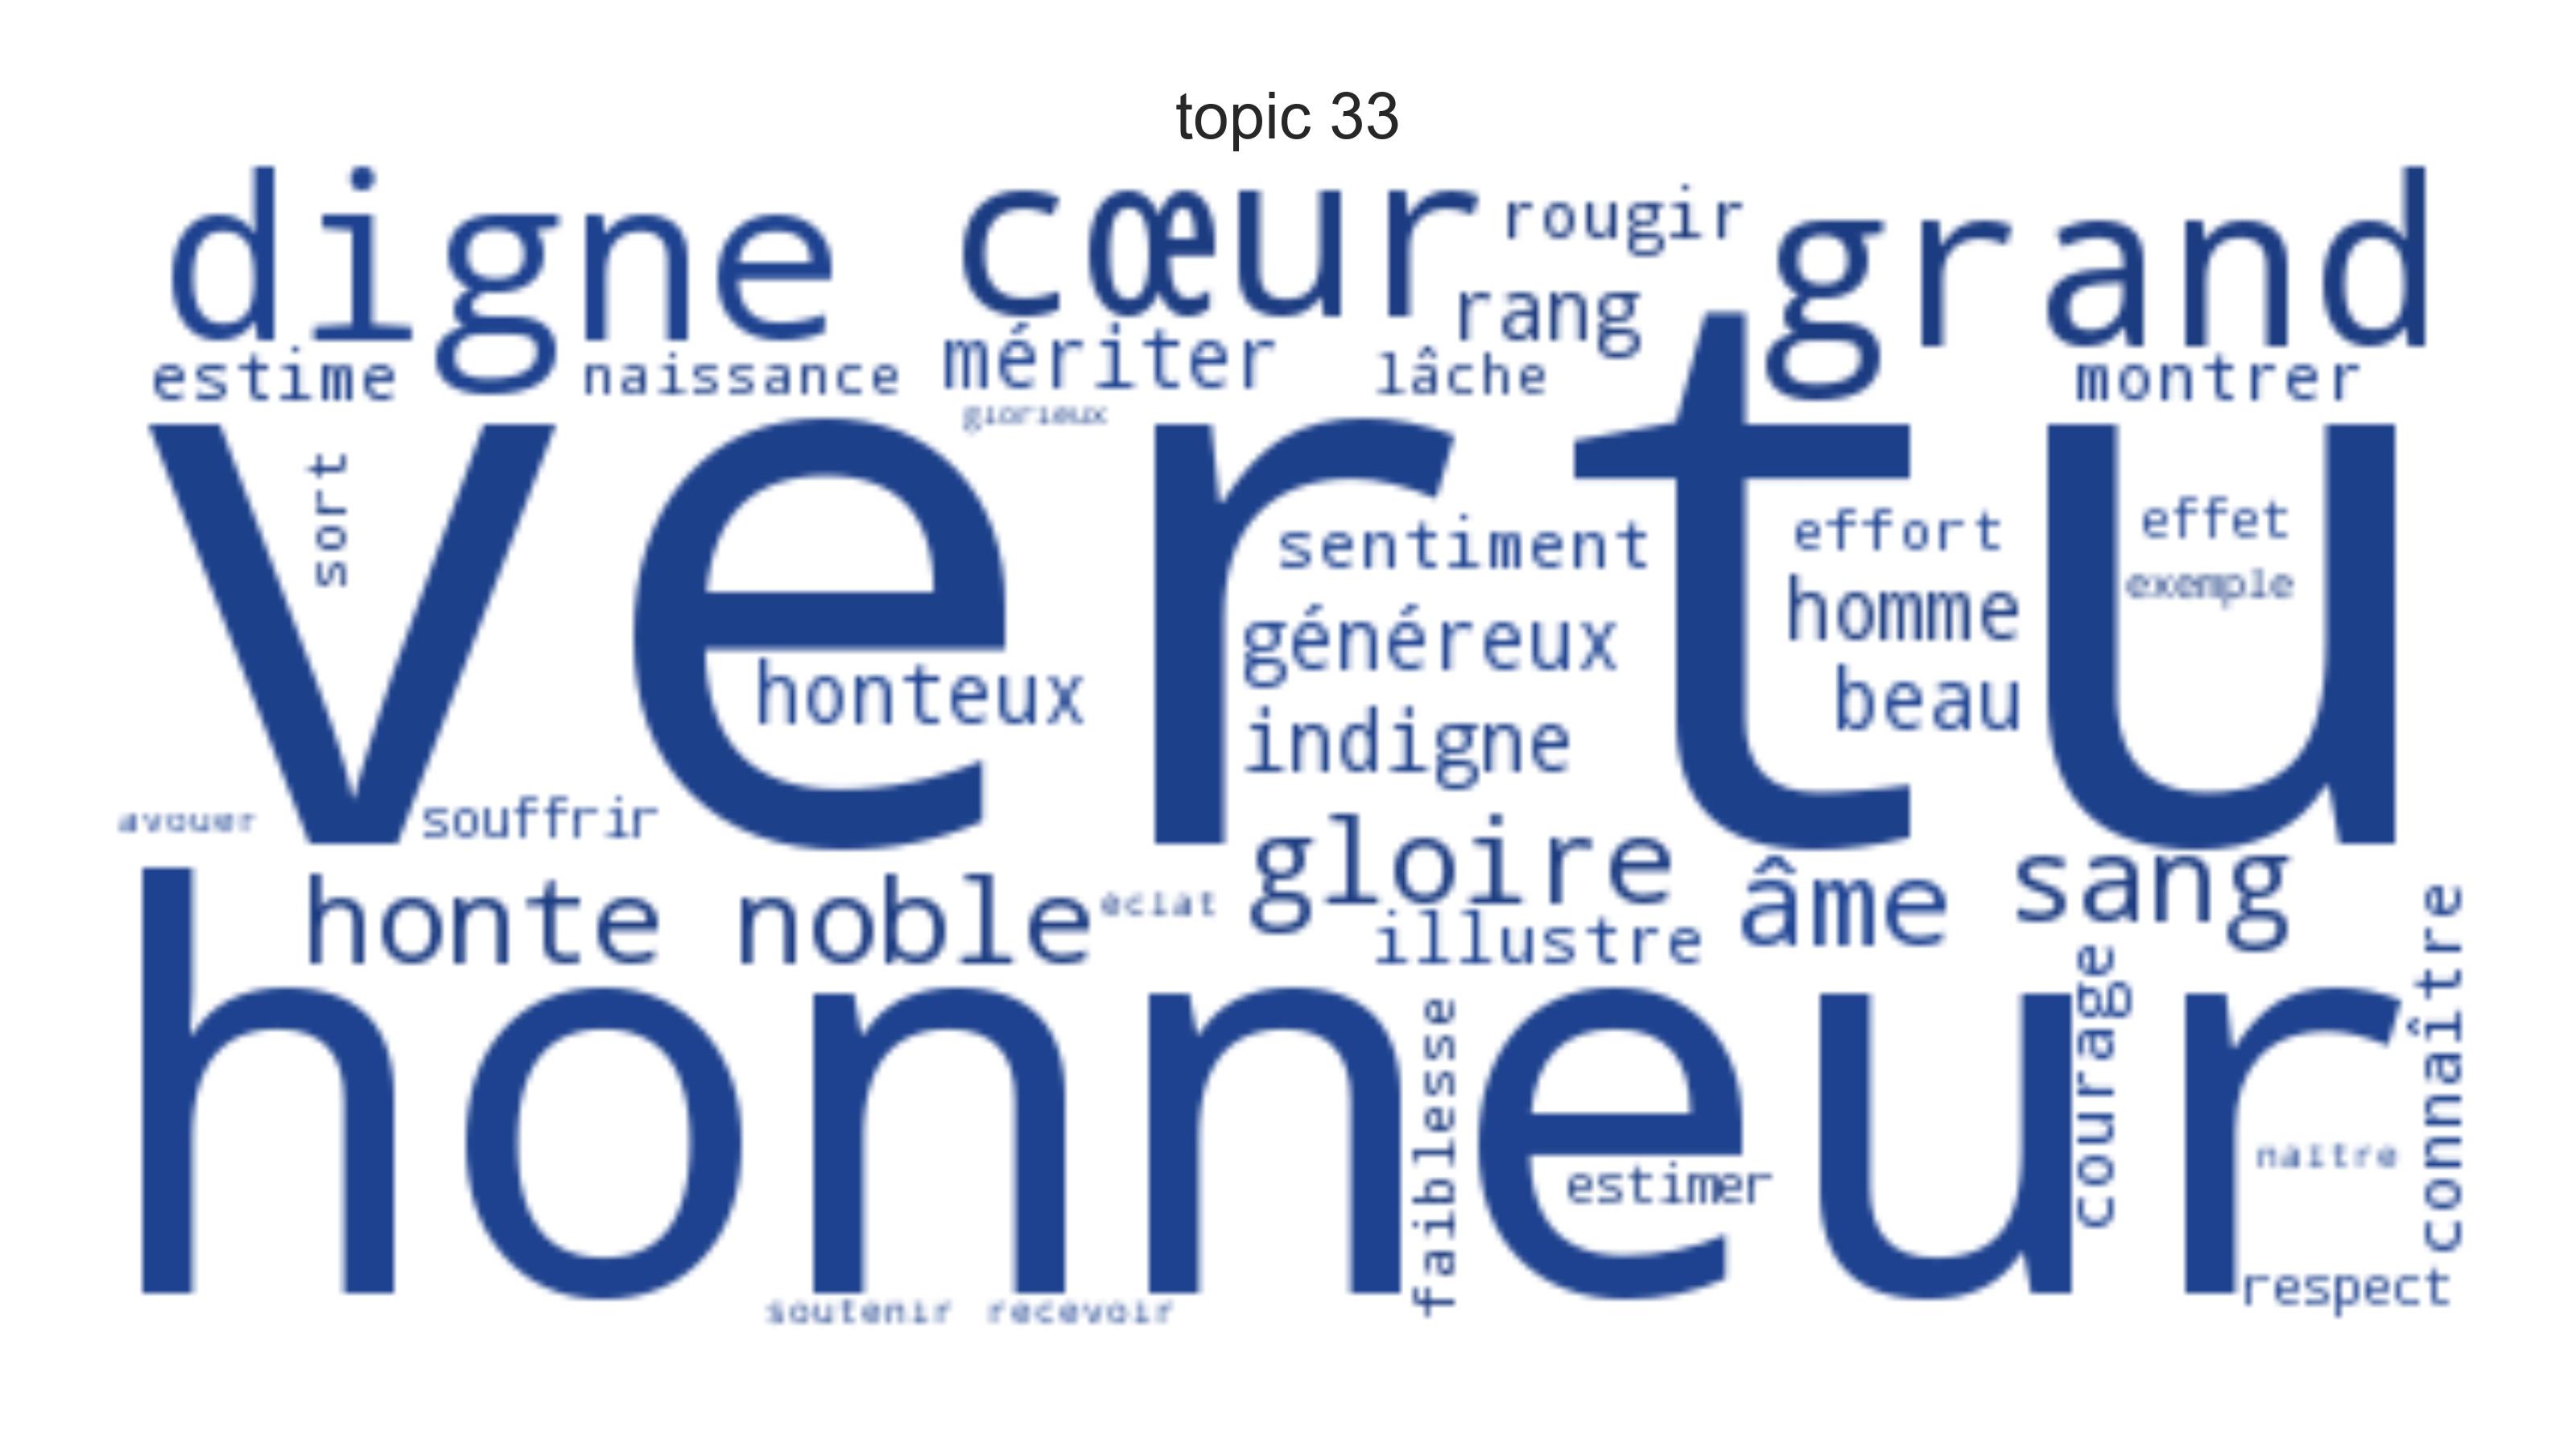 topic 33
digne cœur rougir grand
rang
estime naissance mériter lâche montrer
glorieux
vertu
sort
sentiment effort effet
généreux homme exemple
honteux indigne beau
avouer souffrir
honte noble éclat gloire âme sang
illustre
honneur
faiblesse courage connaître
estimer naître
soutenir recevoir respect